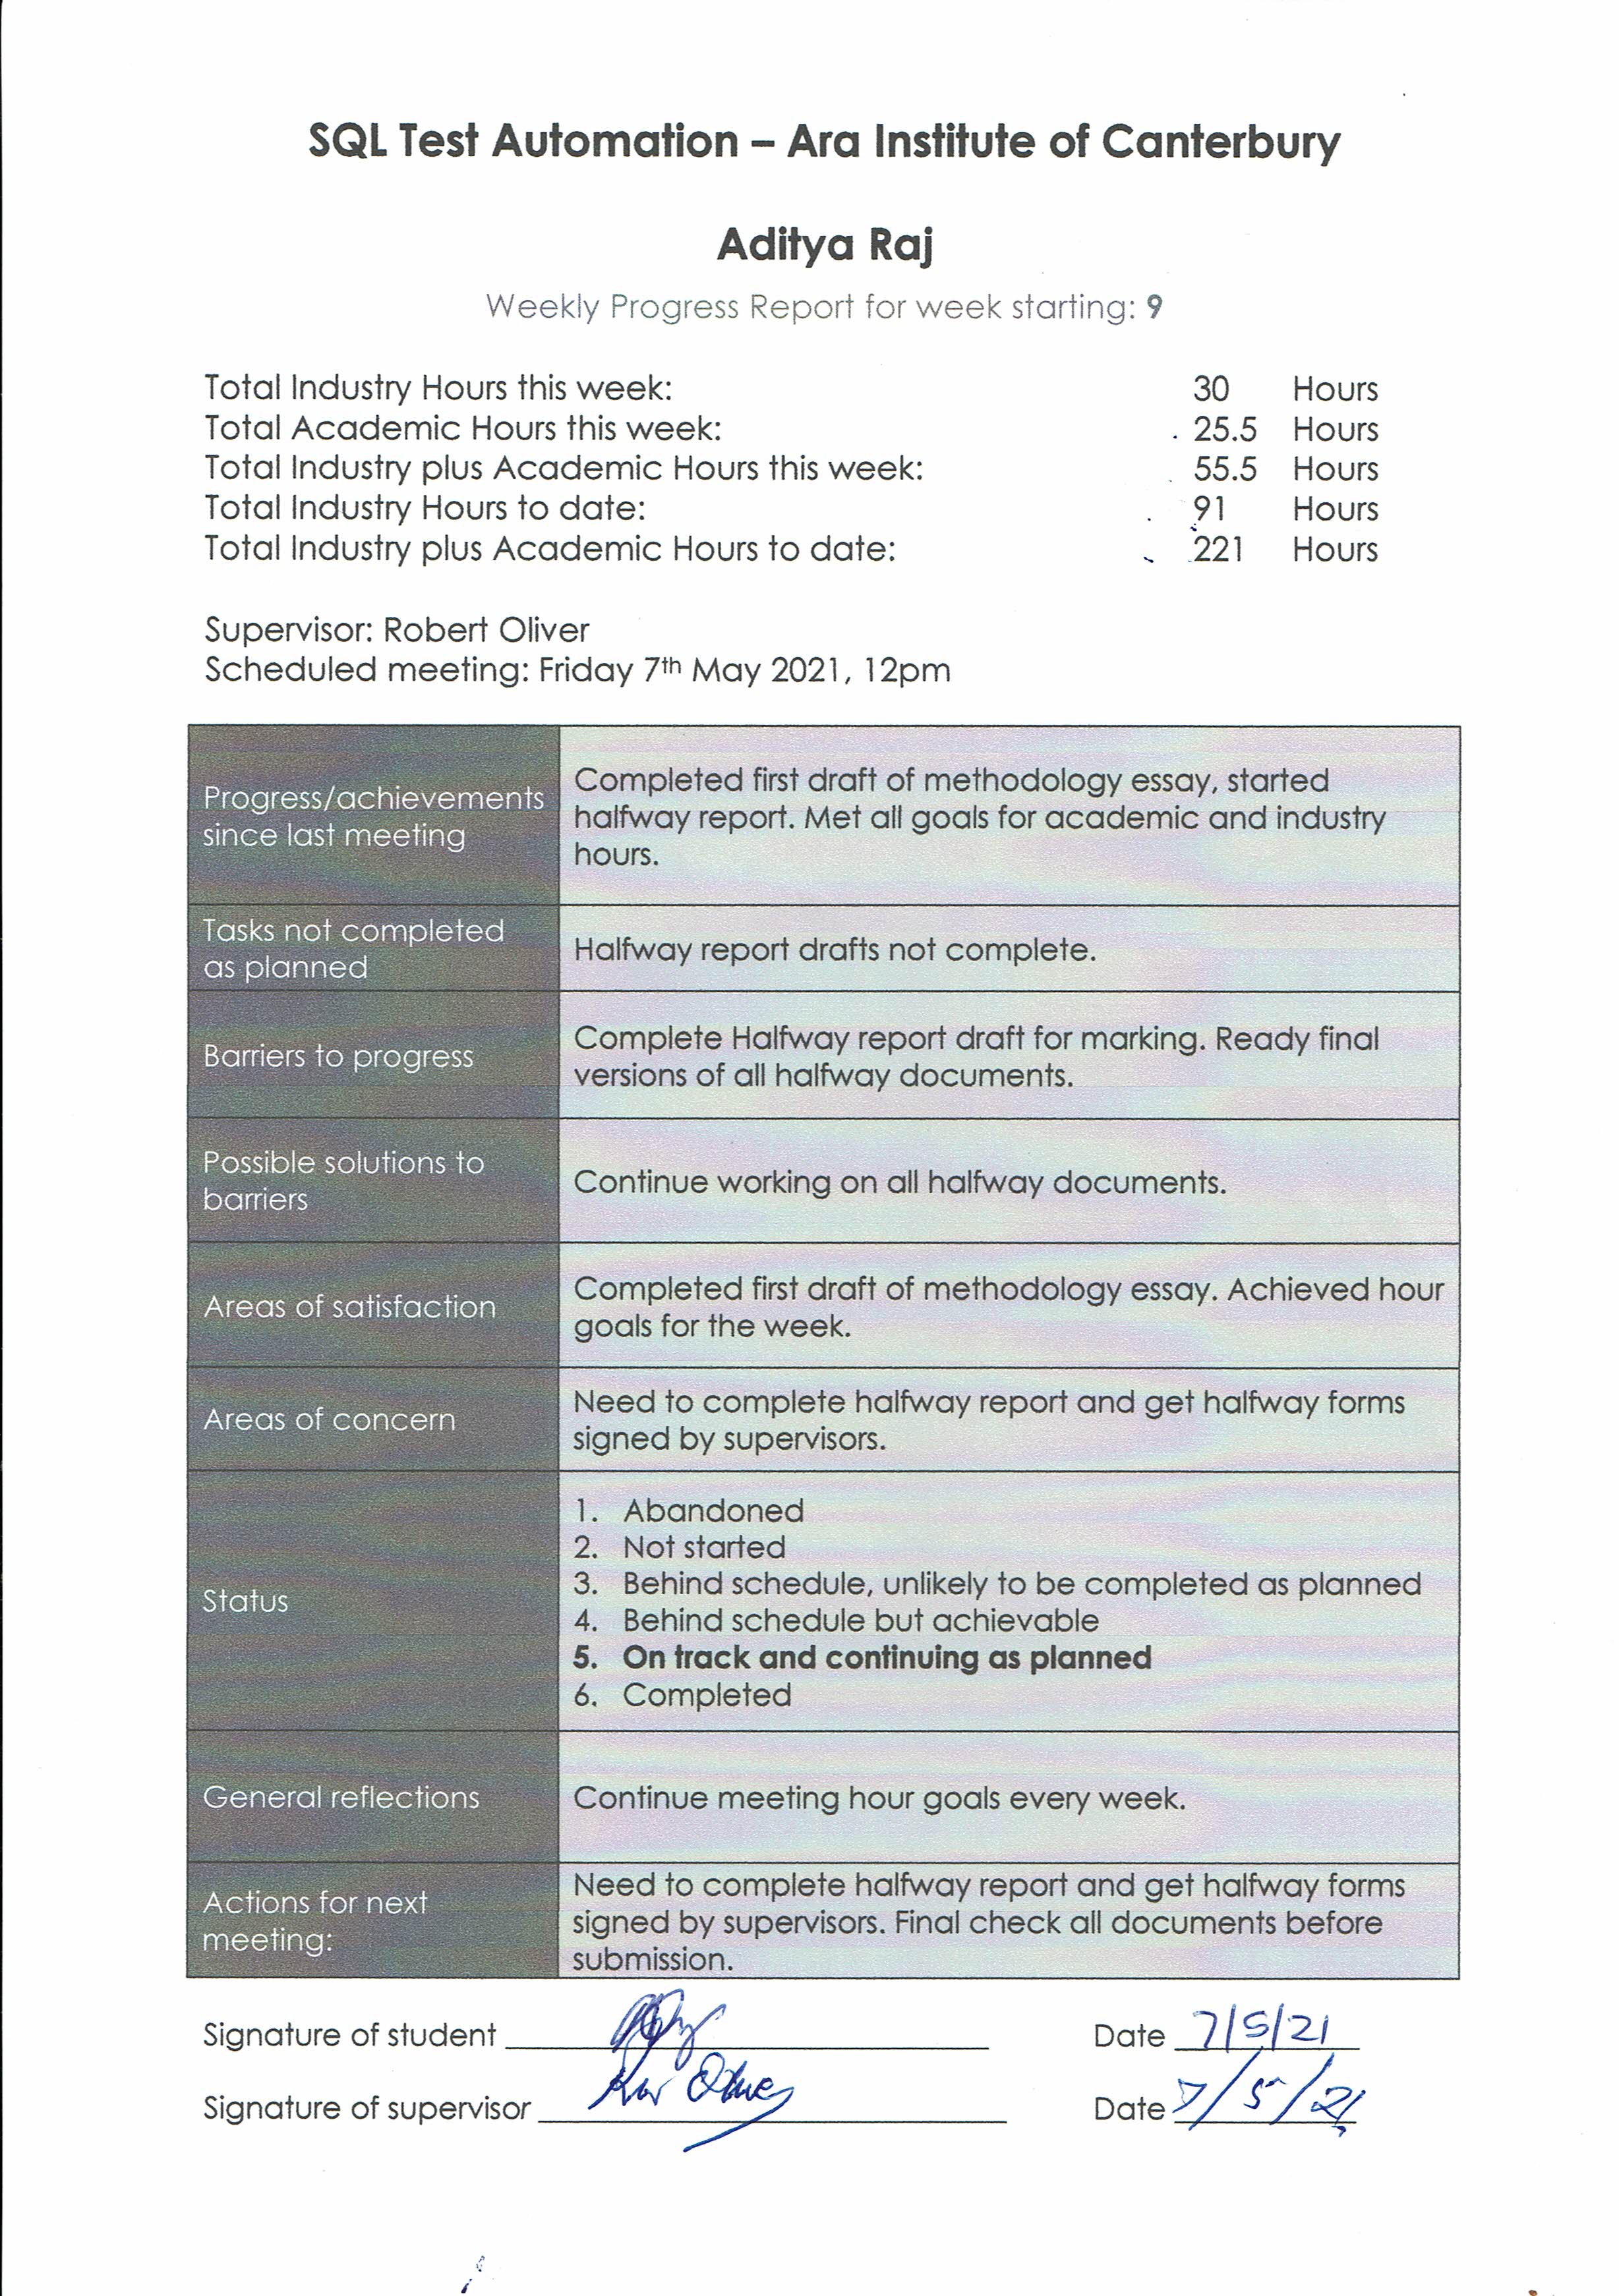 SQL Test Automation – Ara Institute of Canterbury
Aditya Raj
Weekly Progress Report for week starting: 9
Total Industry Hours this week: 30 Hours
Total Academic Hours this week: 25.5 Hours
Total Industry plus Academic Hours this week: 55.5 Hours
Total Industry Hours to date: 91 Hours
Total Industry plus Academic Hours to date: 221 Hours
Supervisor: Robert Oliver
Scheduled meeting: Friday 7th May 2021, 12pm
Progress/achievements
since last meeting
Completed first draft of methodology essay, started
halfway report. Met all goals for academic and industry
hours.
Tasks not completed
as planned
Halfway report drafts not complete.
Barriers to progress
Complete Halfway report draft for marking. Ready final
versions of all halfway documents.
Possible solutions to
barriers
Continue working on all halfway documents.
Areas of satisfaction
Completed first draft of methodology essay. Achieved hour
goals for the week.
Areas of concern
Need to complete halfway report and get halfway forms
signed by supervisors.
Status
1. Abandoned
2. Not started
3. Behind schedule, unlikely to be completed as planned
4. Behind schedule but achievable
5. On track and continuing as planned
6. Completed
General reflections
Continue meeting hour goals every week.
Actions for next
meeting:
Need to complete halfway report and get halfway forms
signed by supervisors. Final check all documents before
submission.
Signature of student Date 7/5/21
Signature of supervisor Date 7/5/21